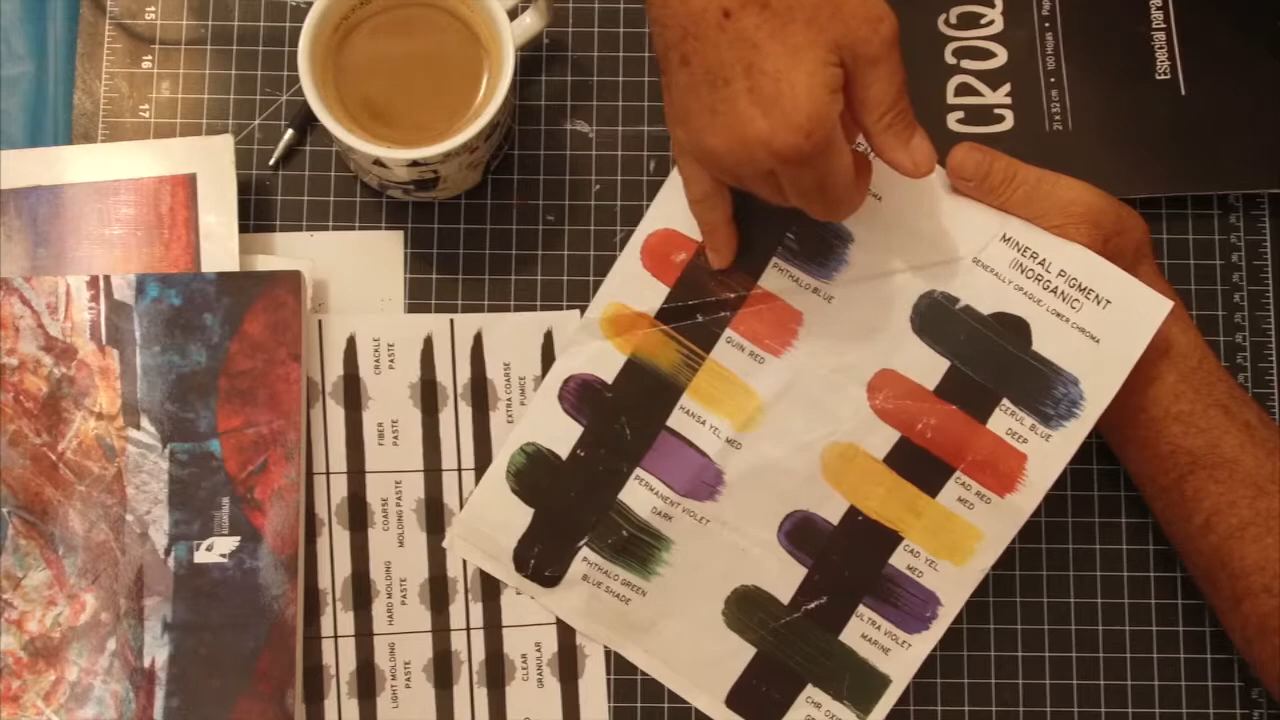 CROQ
21 x 32 cm • 100 Hojas •
Especial para
MINERAL PIGMENT
(INORGANIC)
GENERALLY OPAQUE/ LOWER CHROMA
PHTHALO BLUE
QUIN. RED
HANSA YEL. MED
PERMANENT VIOLET
DARK
PHTHALO GREEN
BLUE SHADE
CERUL. BLUE
DEEP
CAD. RED
MED
CAD. YEL.
MED
ULTRA VIOLET
MARINE
CHR. OXI
CRACKLE
PASTE
EXTRA COARSE
PUMICE
FIBER
PASTE
COARSE
MOLDING PASTE
HARD MOLDING
PASTE
LIGHT MOLDING
PASTE
CLEAR
GRANULAR
15
16
17